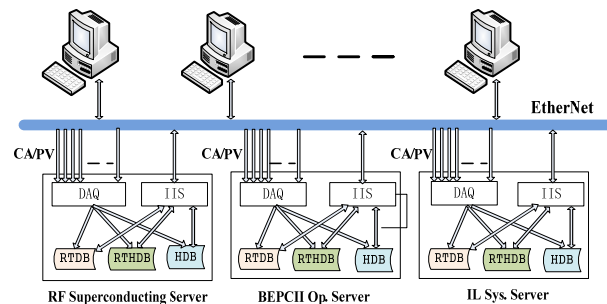 EtherNet
CA/PV CA/PV CA/PV
DAQ IIS DAQ IIS DAQ IIS
RTDB RTHDB HDB RTDB RTHDB HDB RTDB RTHDB HDB
RF Superconducting Server BEPCII Op. Server IL Sys. Server